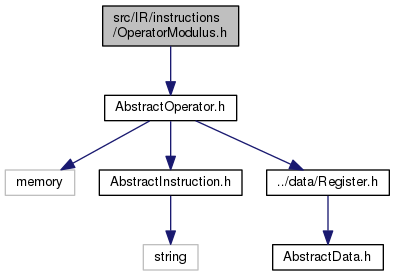 src/IR/instructions
/OperatorModulus.h
AbstractOperator.h
memory
AbstractInstruction.h
../data/Register.h
string
AbstractData.h